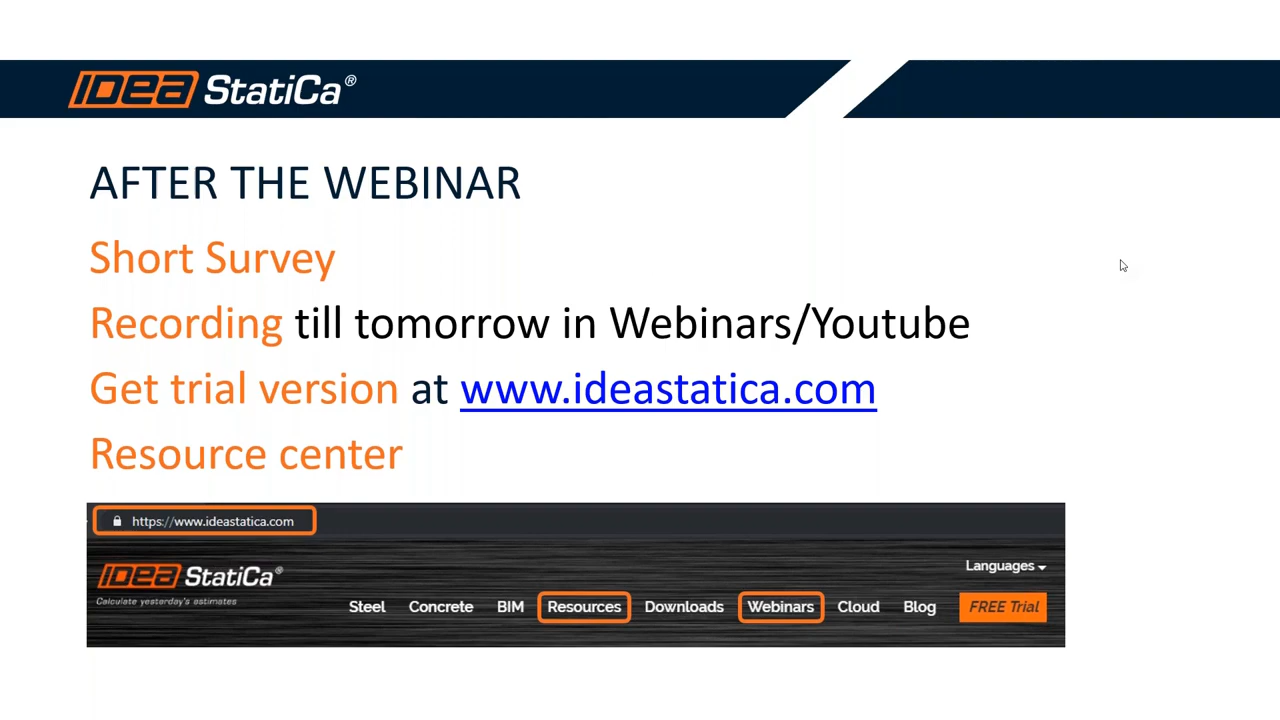 IDEA StatiCa®
AFTER THE WEBINAR
Short Survey
Recording till tomorrow in Webinars/Youtube
Get trial version at www.ideastatica.com
Resource center
https://www.ideastatica.com
IDEA StatiCa®
Calculate yesterday's estimates
Languages
Steel Concrete BIM Resources Downloads Webinars Cloud Blog FREE Trial